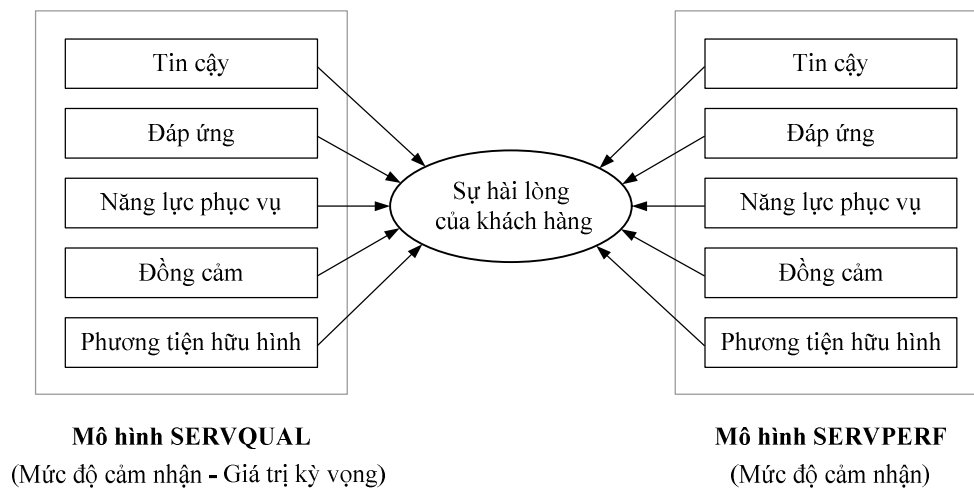 Tin cậy
Đáp ứng
Năng lực phục vụ
Đồng cảm
Phương tiện hữu hình
Sự hài lòng
của khách hàng
Tin cậy
Đáp ứng
Năng lực phục vụ
Đồng cảm
Phương tiện hữu hình
Mô hình SERVQUAL
(Mức độ cảm nhận - Giá trị kỳ vọng)
Mô hình SERVPERF
(Mức độ cảm nhận)